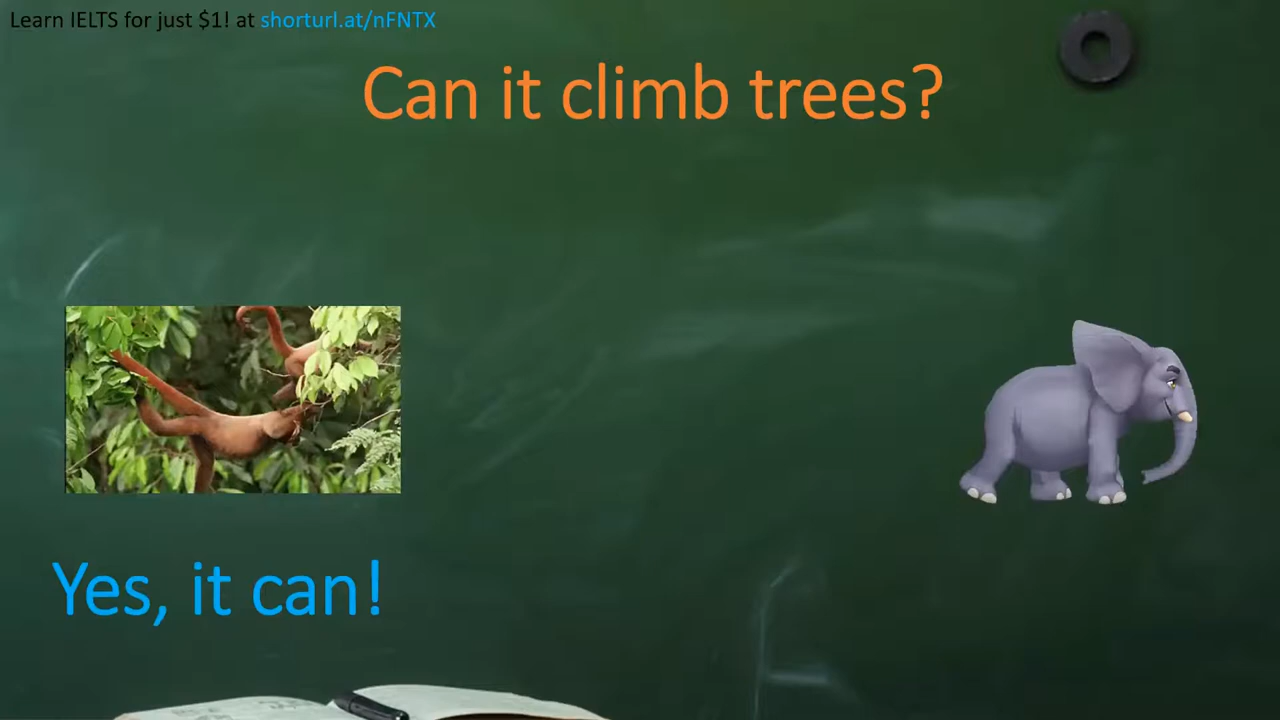 Learn IELTS for just $1! at shorturl.at/nFNTX
Can it climb trees?
Yes, it can!